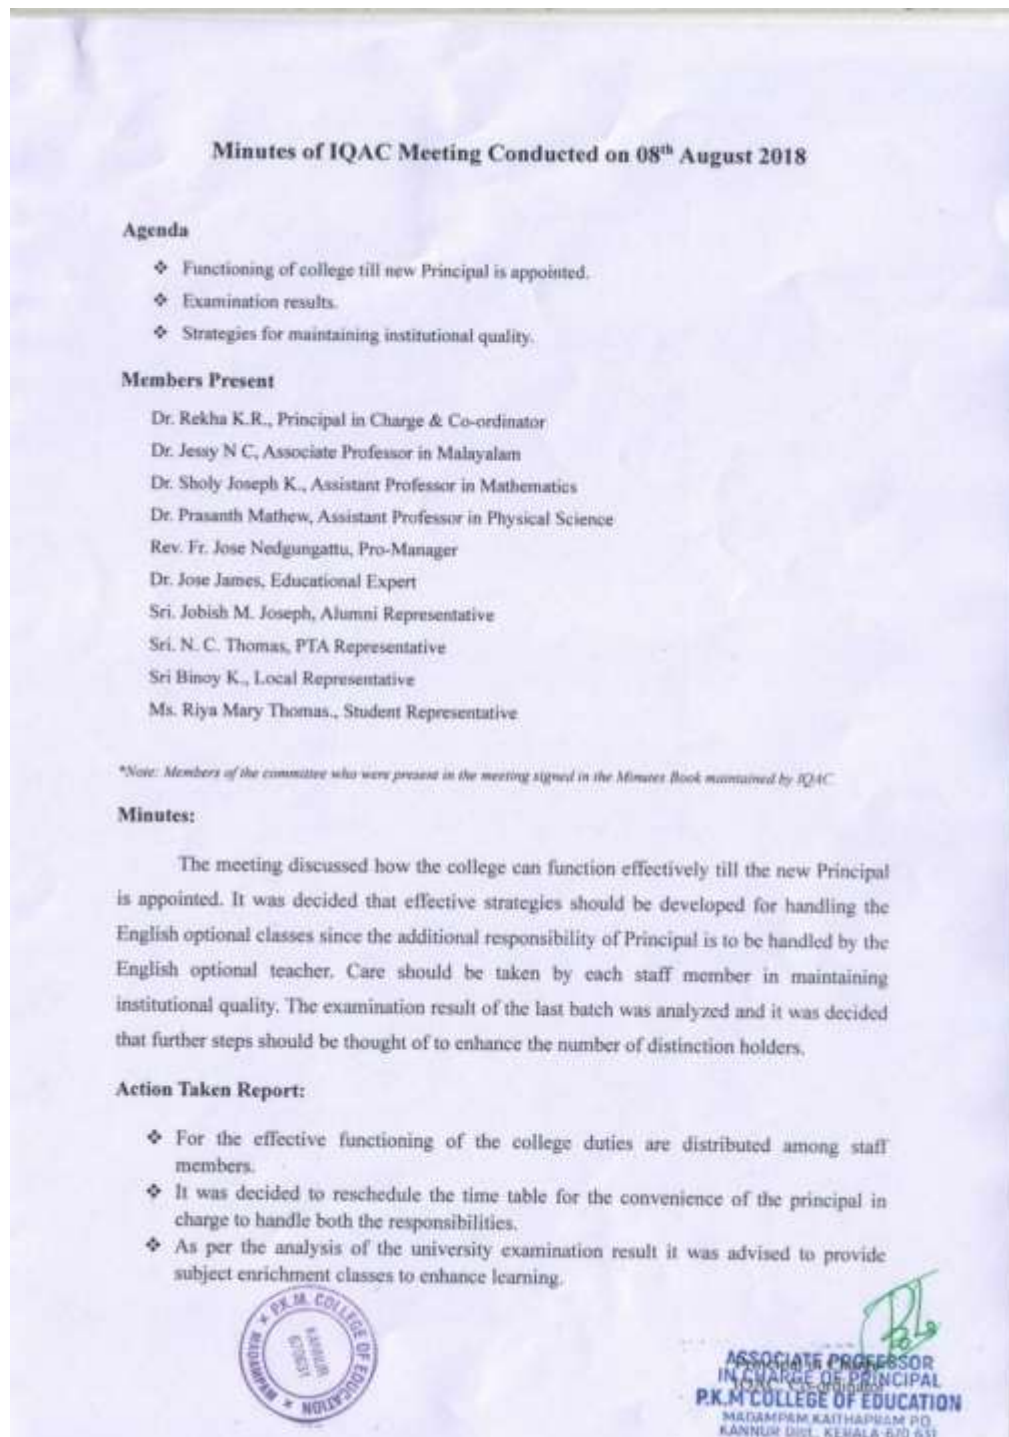 Minutes of IQAC Meeting Conducted on 08th August 2018
Agenda
❖ Functioning of college till new Principal is appointed.
❖ Examination results.
❖ Strategies for maintaining institutional quality.
Members Present
Dr. Rekha K.R., Principal in Charge & Co-ordinator
Dr. Jessy N C, Associate Professor in Malayalam
Dr. Sholy Joseph K., Assistant Professor in Mathematics
Dr. Prasanth Mathew, Assistant Professor in Physical Science
Rev. Fr. Jose Nedgungattu, Pro-Manager
Dr. Jose James, Educational Expert
Sri. Jobish M. Joseph, Alumni Representative
Sri. N. C. Thomas, PTA Representative
Sri Binoy K., Local Representative
Ms. Riya Mary Thomas., Student Representative
*Note: Members of the committee who were present in the meeting signed in the Minutes Book maintained by IQAC
Minutes:
The meeting discussed how the college can function effectively till the new Principal
is appointed. It was decided that effective strategies should be developed for handling the
English optional classes since the additional responsibility of Principal is to be handled by the
English optional teacher. Care should be taken by each staff member in maintaining
institutional quality. The examination result of the last batch was analyzed and it was decided
that further steps should be thought of to enhance the number of distinction holders.
Action Taken Report:
❖ For the effective functioning of the college duties are distributed among staff
members.
❖ It was decided to reschedule the time table for the convenience of the principal in
charge to handle both the responsibilities.
❖ As per the analysis of the university examination result it was advised to provide
subject enrichment classes to enhance learning.
P.K.M. COLLEGE OF EDUCATION
MADAMPAM
KANNUR
670631
ASSOCIATE PROFESSOR
IN CHARGE OF PRINCIPAL
P.K.M COLLEGE OF EDUCATION
MADAMPAM, KAITHAPRAM PO
KANNUR Dist., KERALA-670 631